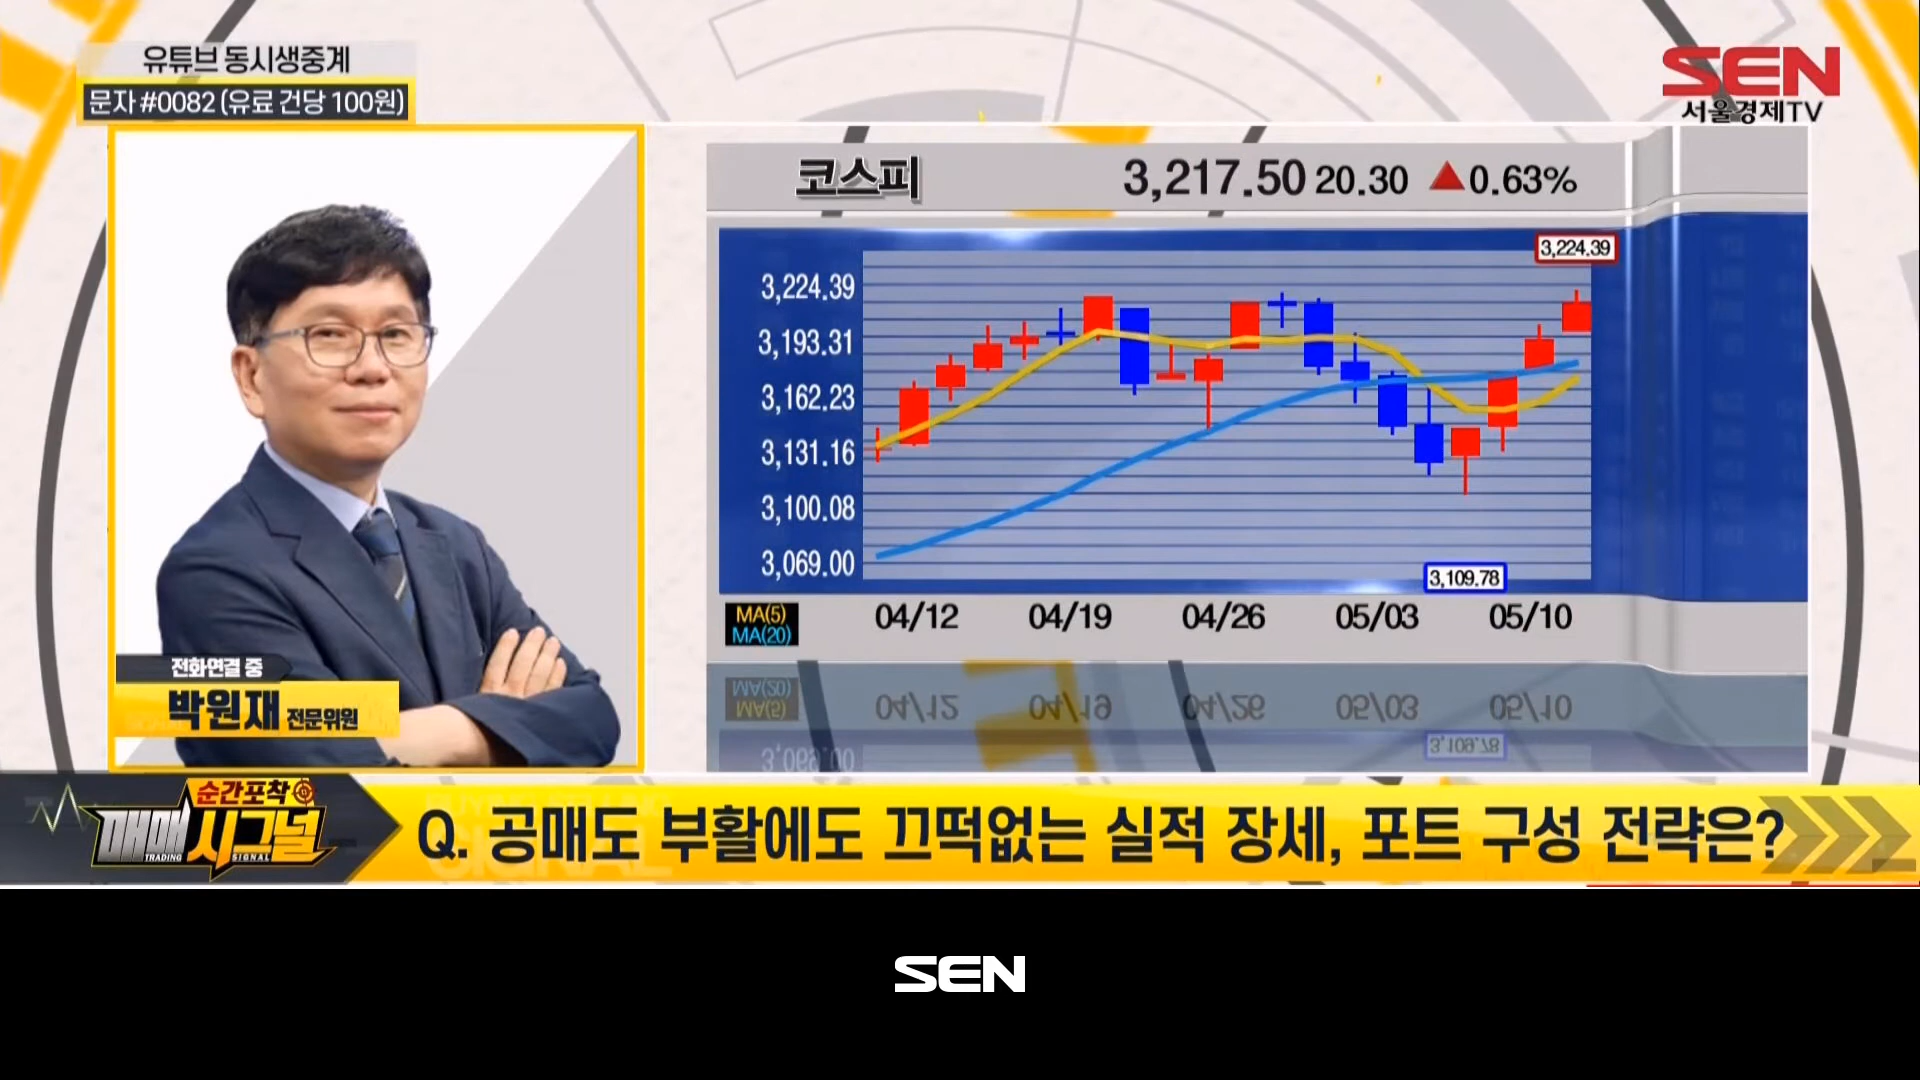 유튜브 동시생중계
문자 #0082 (유료 건당 100원)
SEN
서울경제TV
코스피 3,217.50 20.30 ▲0.63%
3,224.39
3,224.39
3,193.31
3,162.23
3,131.16
3,100.08
3,069.00
3,109.78
MA(5)
MA(20)
04/12 04/19 04/26 05/03 05/10
전화연결 중
박원재 전문위원
순간포착
매매 시그널
TRADING SIGNAL
Q. 공매도 부활에도 끄떡없는 실적 장세, 포트 구성 전략은?
SEN